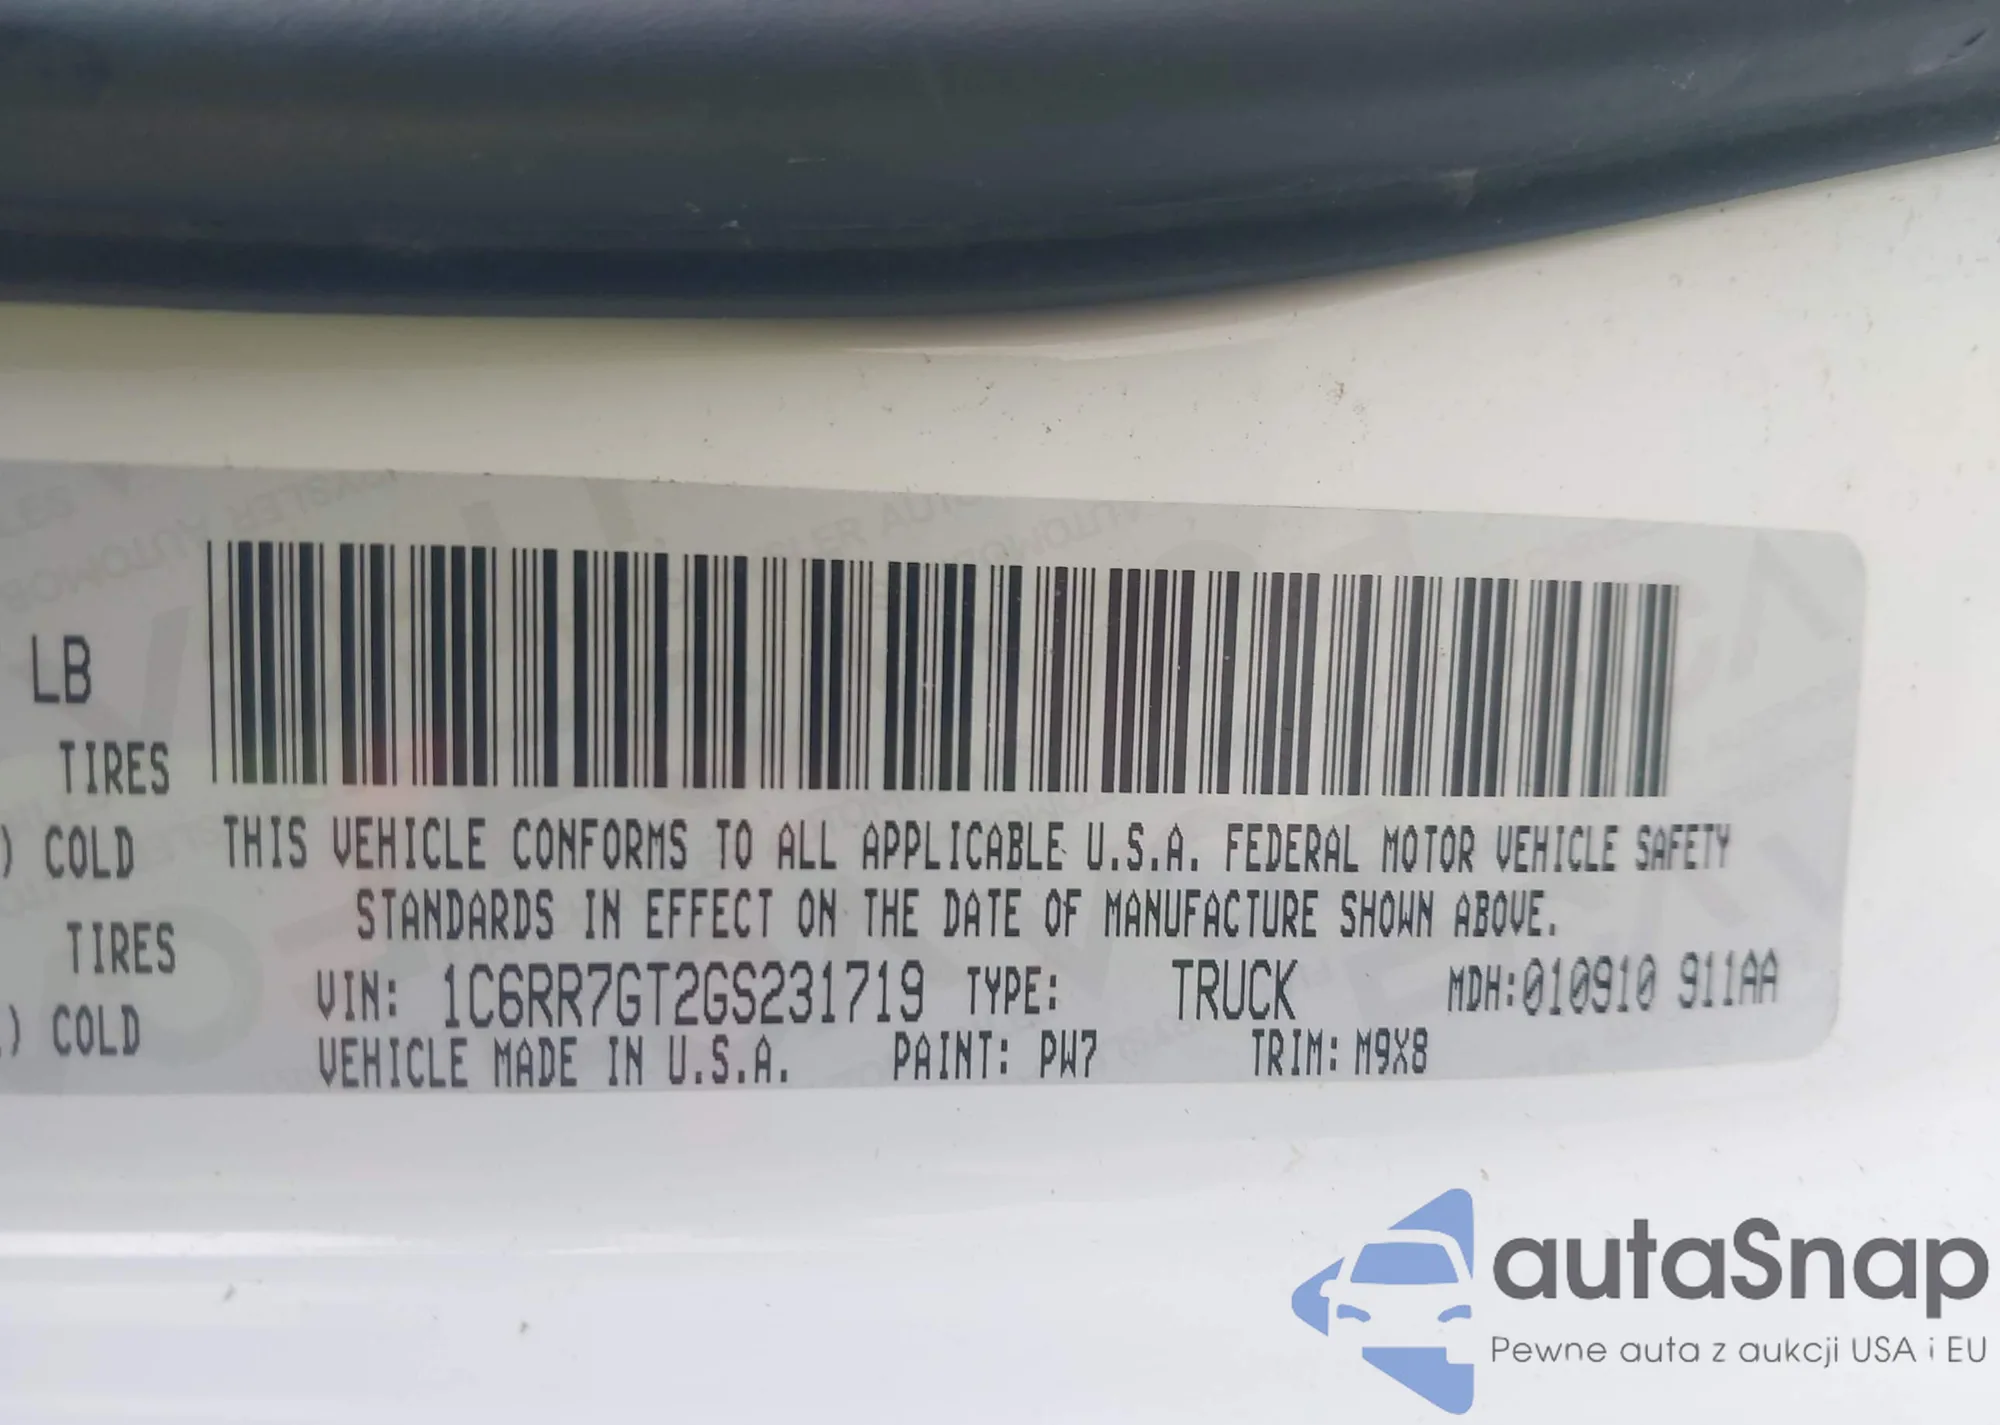 LB
TIRES
) COLD
THIS VEHICLE CONFORMS TO ALL APPLICABLE U.S.A. FEDERAL MOTOR VEHICLE SAFETY
STANDARDS IN EFFECT ON THE DATE OF MANUFACTURE SHOWN ABOVE.
TIRES
VIN: 1C6RR7GT2GS231719 TYPE: TRUCK MDH:010910 911AA
) COLD
VEHICLE MADE IN U.S.A. PAINT: PW7 TRIM: M9X8
autaSnap
Pewne auta z aukcji USA i EU